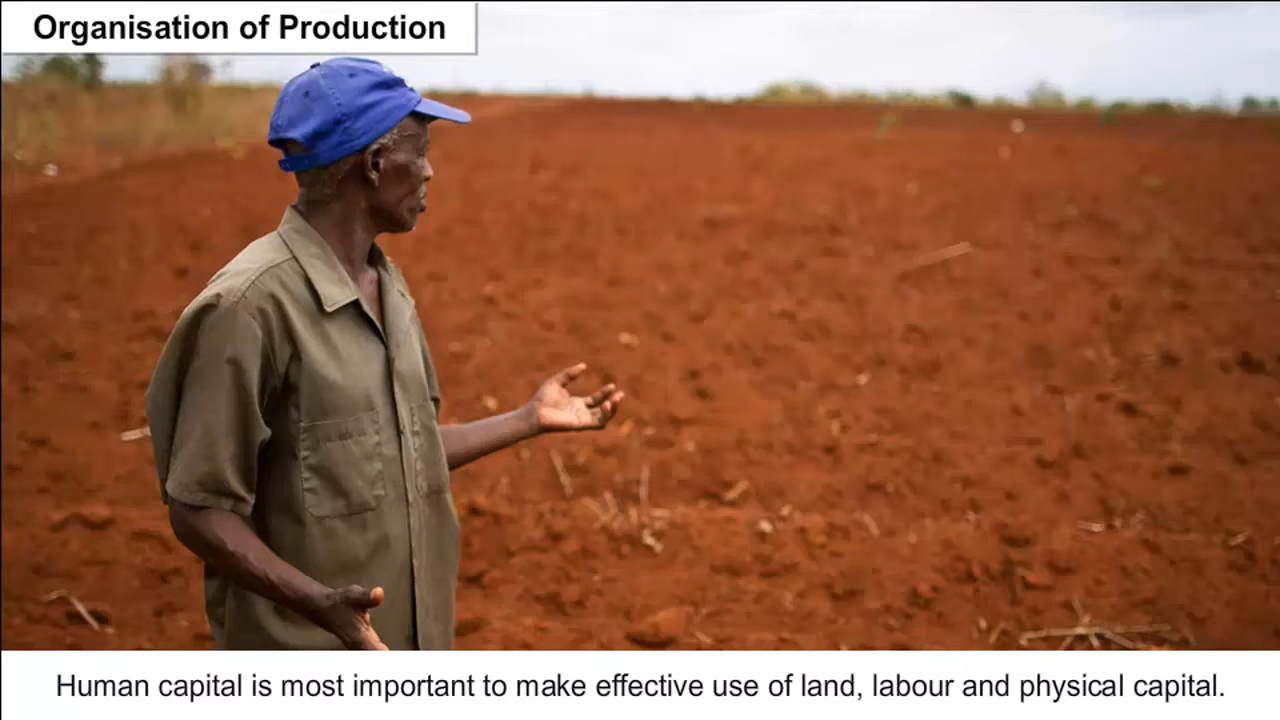 Organisation of Production
Human capital is most important to make effective use of land, labour and physical capital.